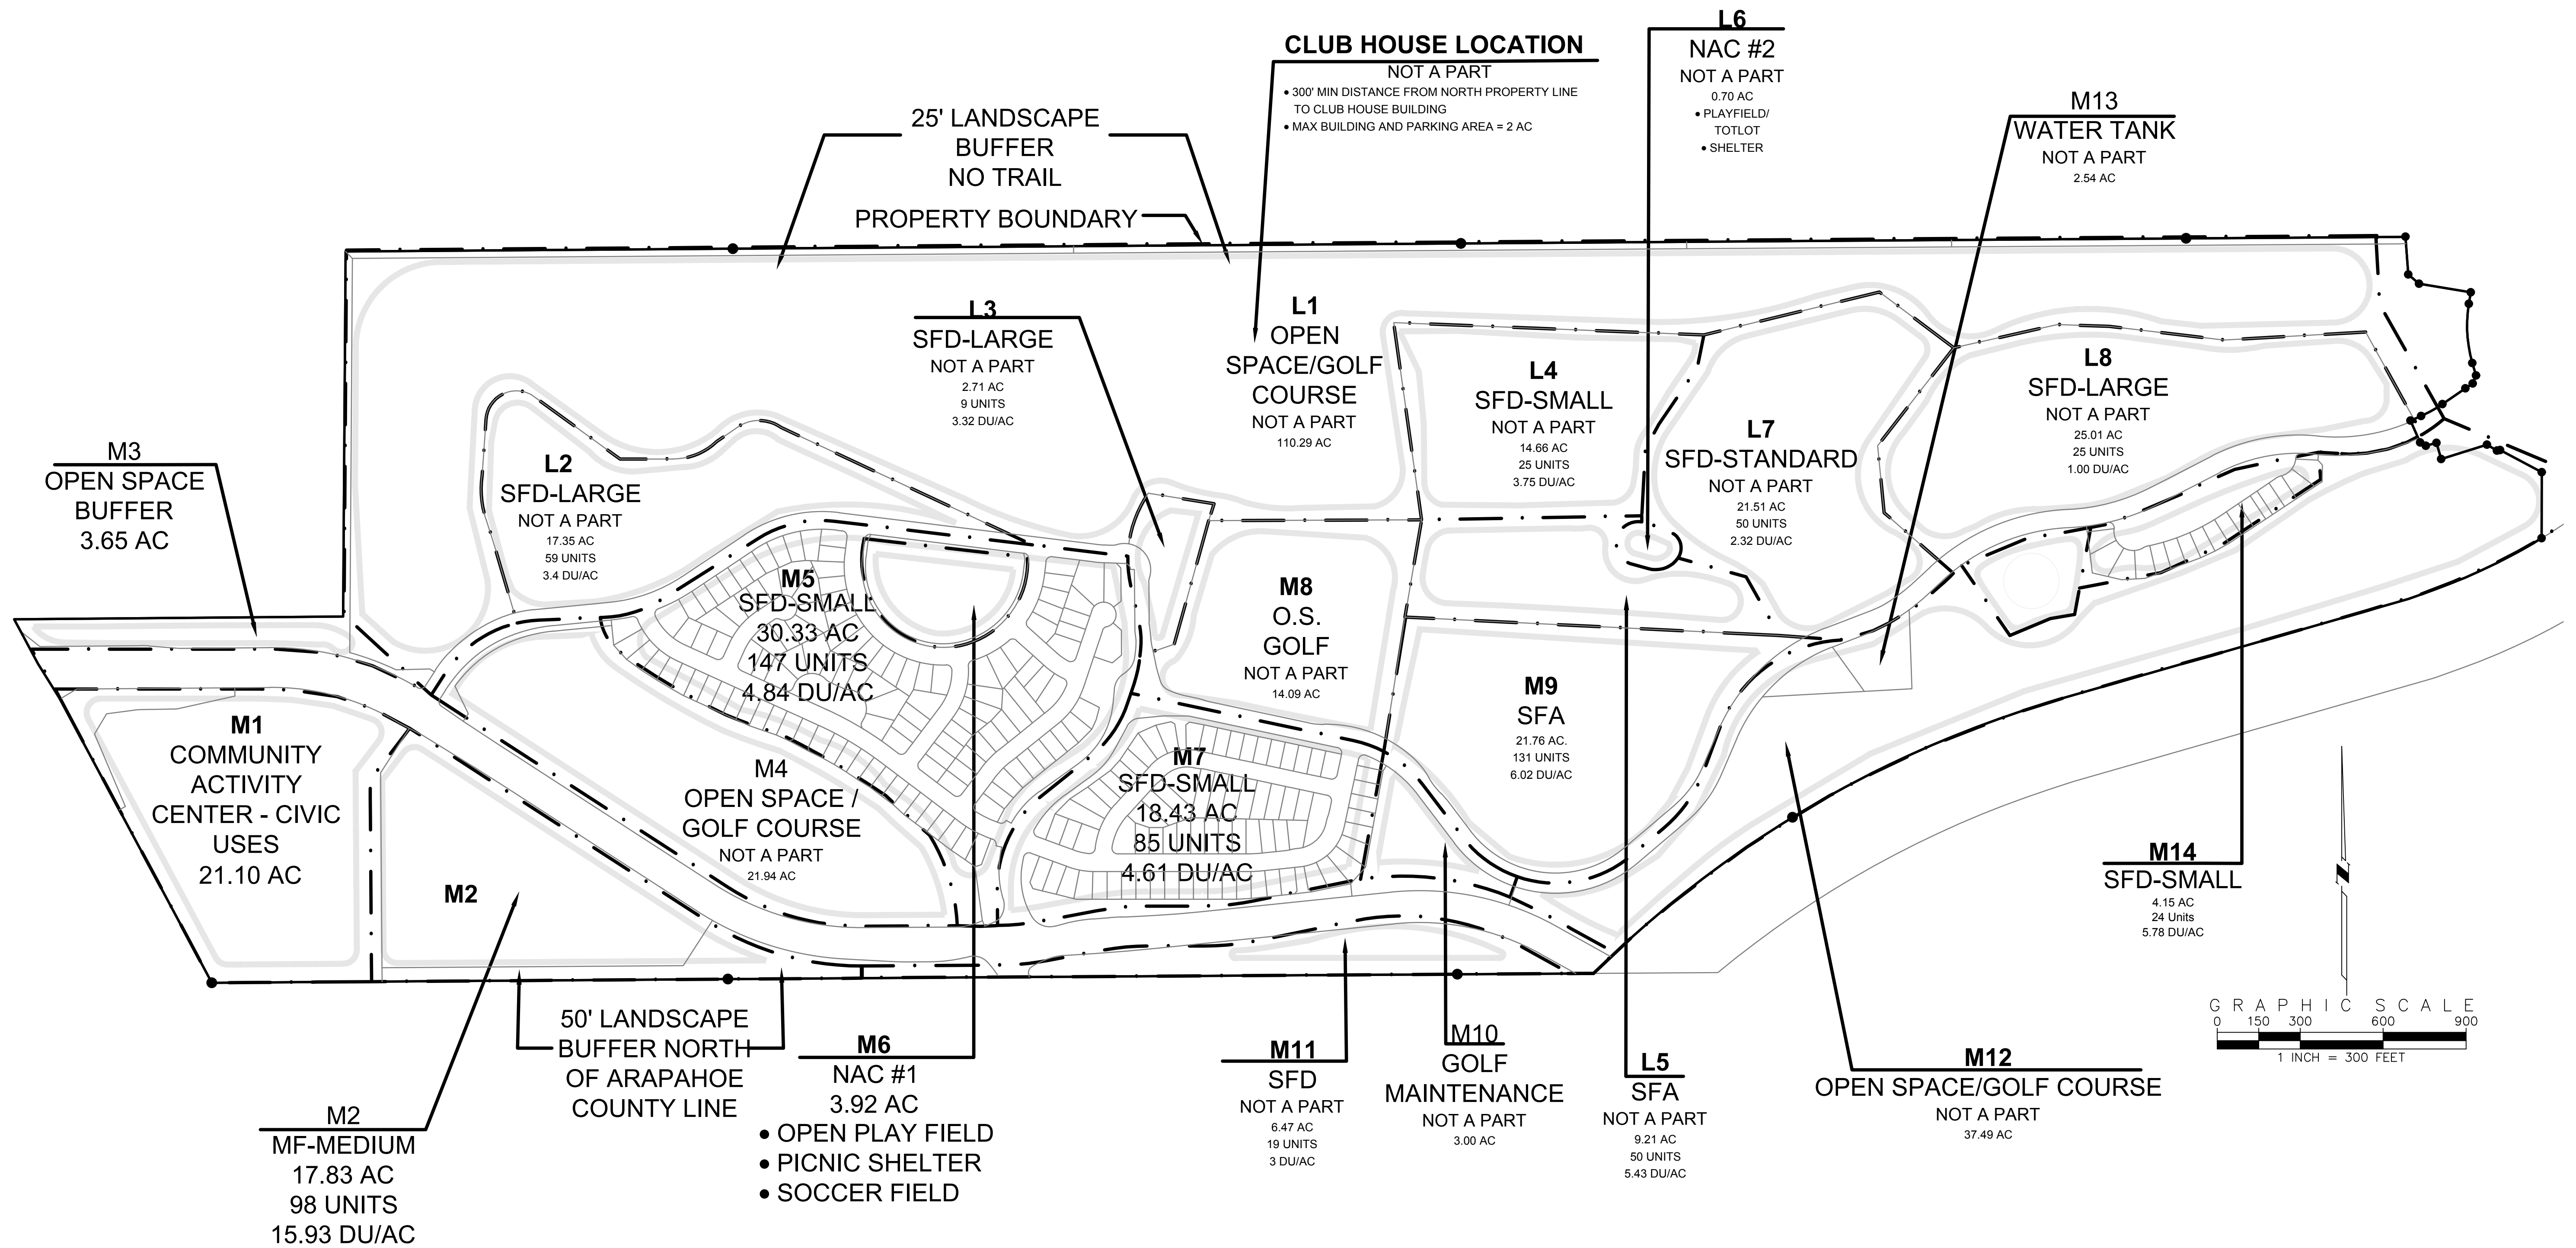 L6
NAC #2
NOT A PART
0.70 AC
• PLAYFIELD/
TOTLOT
• SHELTER
CLUB HOUSE LOCATION
NOT A PART
• 300' MIN DISTANCE FROM NORTH PROPERTY LINE
TO CLUB HOUSE BUILDING
• MAX BUILDING AND PARKING AREA = 2 AC
M13
WATER TANK
NOT A PART
2.54 AC
25' LANDSCAPE
BUFFER
NO TRAIL
PROPERTY BOUNDARY
L3
SFD-LARGE
NOT A PART
2.71 AC
9 UNITS
3.32 DU/AC
L1
OPEN
SPACE/GOLF
COURSE
NOT A PART
110.29 AC
L4
SFD-SMALL
NOT A PART
14.66 AC
25 UNITS
3.75 DU/AC
L7
SFD-STANDARD
NOT A PART
21.51 AC
50 UNITS
2.32 DU/AC
L8
SFD-LARGE
NOT A PART
25.01 AC
25 UNITS
1.00 DU/AC
M3
OPEN SPACE
BUFFER
3.65 AC
L2
SFD-LARGE
NOT A PART
17.35 AC
59 UNITS
3.4 DU/AC
M5
SFD-SMALL
30.33 AC
147 UNITS
4.84 DU/AC
M8
O.S.
GOLF
NOT A PART
14.09 AC
M9
SFA
21.76 AC.
131 UNITS
6.02 DU/AC
M1
COMMUNITY
ACTIVITY
CENTER - CIVIC
USES
21.10 AC
M4
OPEN SPACE /
GOLF COURSE
NOT A PART
21.94 AC
M7
SFD-SMALL
18.43 AC
85 UNITS
4.61 DU/AC
M2
M14
SFD-SMALL
4.15 AC
24 Units
5.78 DU/AC
50' LANDSCAPE
BUFFER NORTH
OF ARAPAHOE
COUNTY LINE
M2
MF-MEDIUM
17.83 AC
98 UNITS
15.93 DU/AC
M6
NAC #1
3.92 AC
• OPEN PLAY FIELD
• PICNIC SHELTER
• SOCCER FIELD
M11
SFD
NOT A PART
6.47 AC
19 UNITS
3 DU/AC
M10
GOLF
MAINTENANCE
NOT A PART
3.00 AC
L5
SFA
NOT A PART
9.21 AC
50 UNITS
5.43 DU/AC
M12
OPEN SPACE/GOLF COURSE
NOT A PART
37.49 AC
GRAPHIC SCALE
0 150 300 600 900
1 INCH = 300 FEET